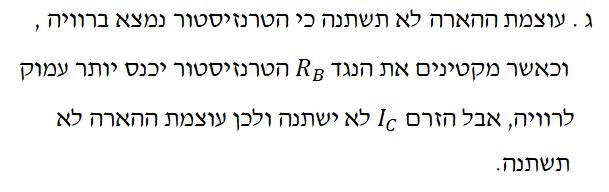 ג . עוצמת ההארה לא תשתנה כי הטרנזיסטור נמצא ברוויה ,
וכאשר מקטינים את הנגד R_B הטרנזיסטור יכנס יותר עמוק
לרוויה, אבל הזרם I_C לא ישתנה ולכן עוצמת ההארה לא
תשתנה.